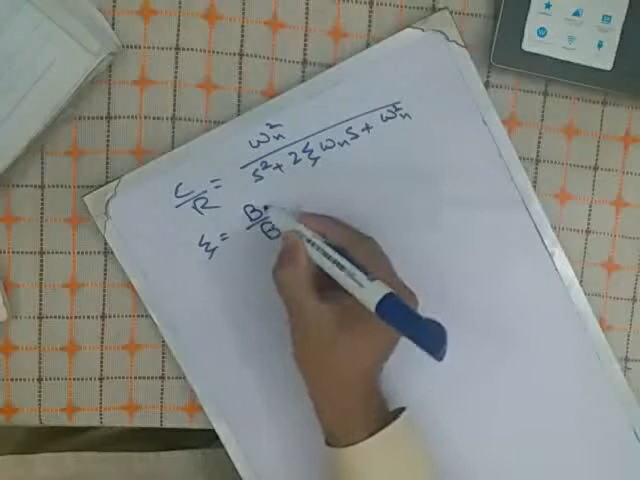 C/R = ωn² / s² + 2ξωns + ωn²
ξ = B/B